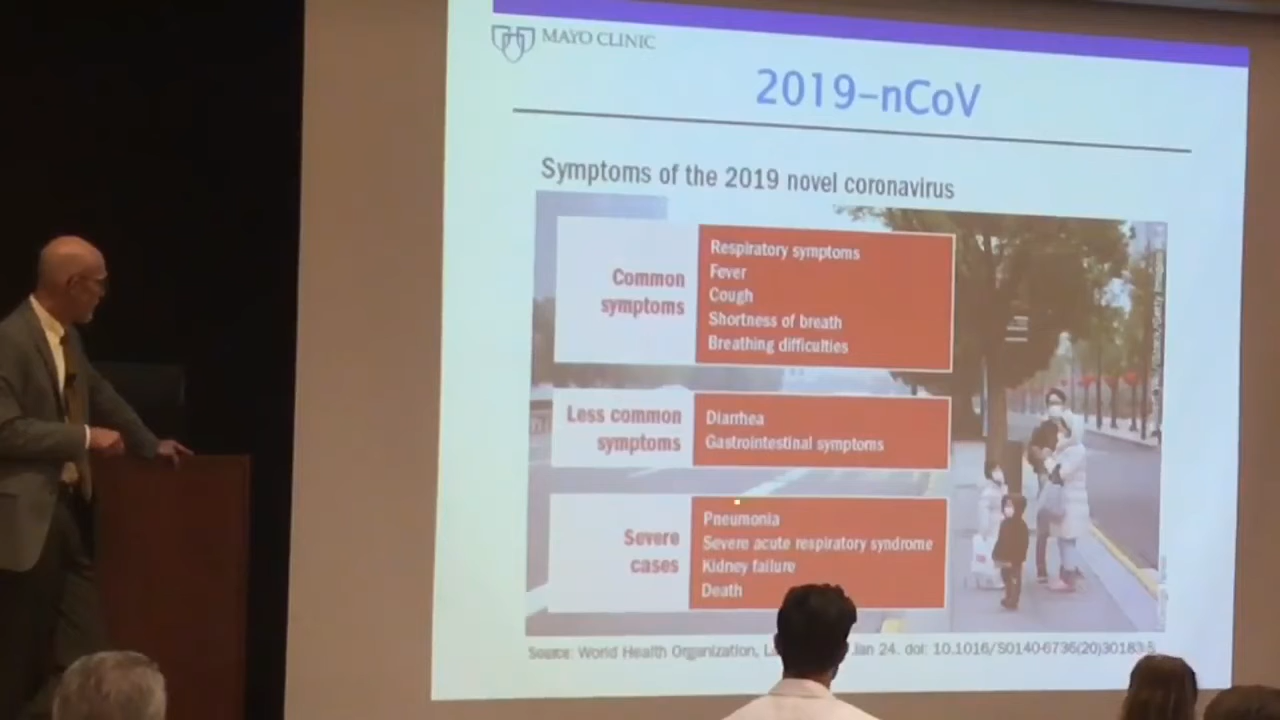 MAYO CLINIC
2019-nCoV
Symptoms of the 2019 novel coronavirus
Common
symptoms
Respiratory symptoms
Fever
Cough
Shortness of breath
Breathing difficulties
Less common
symptoms
Diarrhea
Gastrointestinal symptoms
Severe
cases
Pneumonia
Severe acute respiratory syndrome
Kidney failure
Death
Source: World Health Organization, Jan 24. doi: 10.1016/S0140-6736(20)30183-5